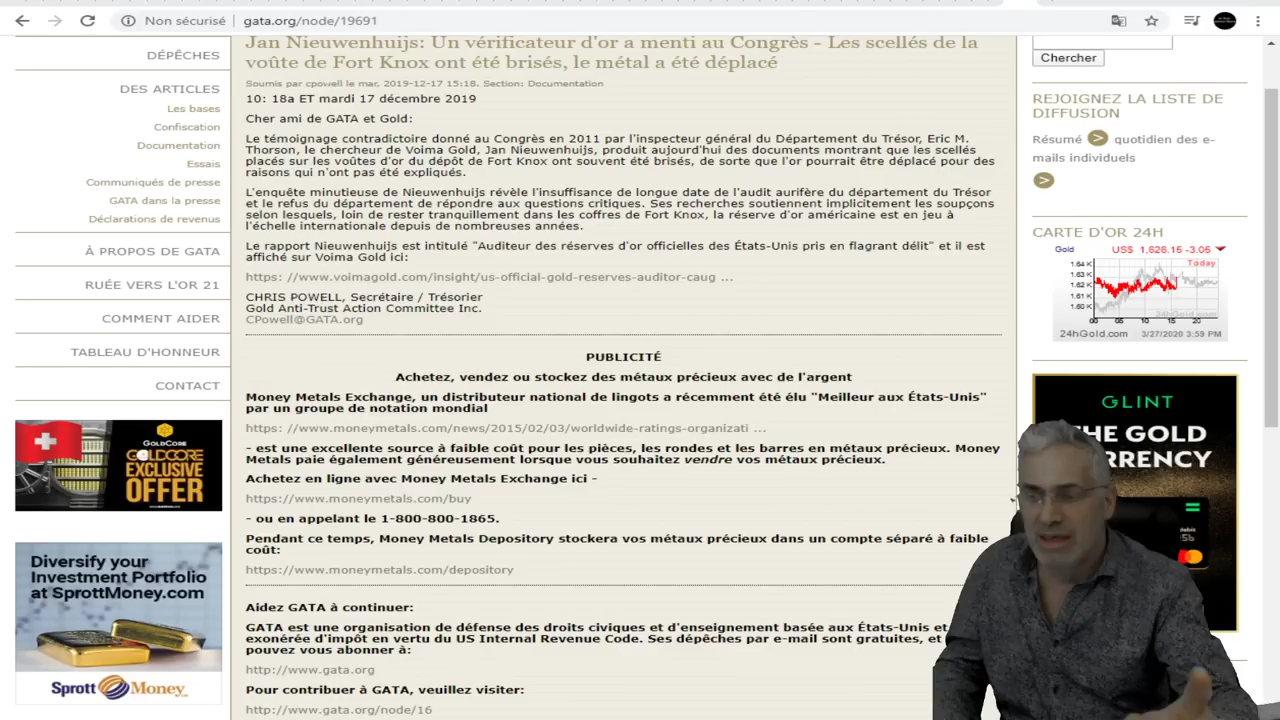 Non sécurisé | gata.org/node/19691
DÉPÊCHES
DES ARTICLES
Les bases
Confiscation
Documentation
Essais
Communiqués de presse
GATA dans la presse
Déclarations de revenus
À PROPOS DE GATA
RUÉE VERS L'OR 21
COMMENT AIDER
TABLEAU D'HONNEUR
CONTACT
GOLDCORE
GOLDCORE
EXCLUSIVE
OFFER
Diversify your
Investment Portfolio
at SprottMoney.com
Sprott Money
Jan Nieuwenhuijs: Un vérificateur d'or a menti au Congrès - Les scellés de la
voûte de Fort Knox ont été brisés, le métal a été déplacé
Soumis par cpowell le mar, 2019-12-17 15:18. Section: Documentation
10: 18a ET mardi 17 décembre 2019
Cher ami de GATA et Gold:
Le témoignage contradictoire donné au Congrès en 2011 par l'inspecteur général du Département du Trésor, Eric M.
Thorson, le chercheur de Voima Gold, Jan Nieuwenhuijs, produit aujourd'hui des documents montrant que les scellés
placés sur les voûtes d'or du dépôt de Fort Knox ont souvent été brisés, de sorte que l'or pourrait être déplacé pour des
raisons qui n'ont pas été expliqués.
L'enquête minutieuse de Nieuwenhuijs révèle l'insuffisance de longue date de l'audit aurifère du département du Trésor
et le refus du département de répondre aux questions critiques. Ses recherches soutiennent implicitement les soupçons
selon lesquels, loin de rester tranquillement dans les coffres de Fort Knox, la réserve d'or américaine est en jeu à
l'échelle internationale depuis de nombreuses années.
Le rapport Nieuwenhuijs est intitulé "Auditeur des réserves d'or officielles des États-Unis pris en flagrant délit" et il est
affiché sur Voima Gold ici:
https: //www.voimagold.com/insight/us-official-gold-reserves-auditor-caug ...
CHRIS POWELL, Secrétaire / Trésorier
Gold Anti-Trust Action Committee Inc.
CPowell@GATA.org
PUBLICITÉ
Achetez, vendez ou stockez des métaux précieux avec de l'argent
Money Metals Exchange, un distributeur national de lingots a récemment été élu "Meilleur aux États-Unis"
par un groupe de notation mondial
https: //www.moneymetals.com/news/2015/02/03/worldwide-ratings-organizati ...
- est une excellente source à faible coût pour les pièces, les rondes et les barres en métaux précieux. Money
Metals paie également généreusement lorsque vous souhaitez vendre vos métaux précieux.
Achetez en ligne avec Money Metals Exchange ici -
https://www.moneymetals.com/buy
- ou en appelant le 1-800-800-1865.
Pendant ce temps, Money Metals Depository stockera vos métaux précieux dans un compte séparé à faible
coût:
https://www.moneymetals.com/depository
Aidez GATA à continuer:
GATA est une organisation de défense des droits civiques et d'enseignement basée aux États-Unis et
exonérée d'impôt en vertu du US Internal Revenue Code. Ses dépêches par e-mail sont gratuites, et
pouvez vous abonner à:
http://www.gata.org
Pour contribuer à GATA, veuillez visiter:
http://www.gata.org/node/16
Chercher
REJOIGNEZ LA LISTE DE
DIFFUSION
Résumé > quotidien des e-
mails individuels
>
CARTE D'OR 24H
Gold US$ 1,626.15 -3.05
Today
1.64 K
1.63 K
1.62 K
1.60 K
00 05 10 15 20
www.24hGold.com
24hGold.com 3/27/2020 3:59 PM
GLINT
THE GOLD
CURRENCY
debit